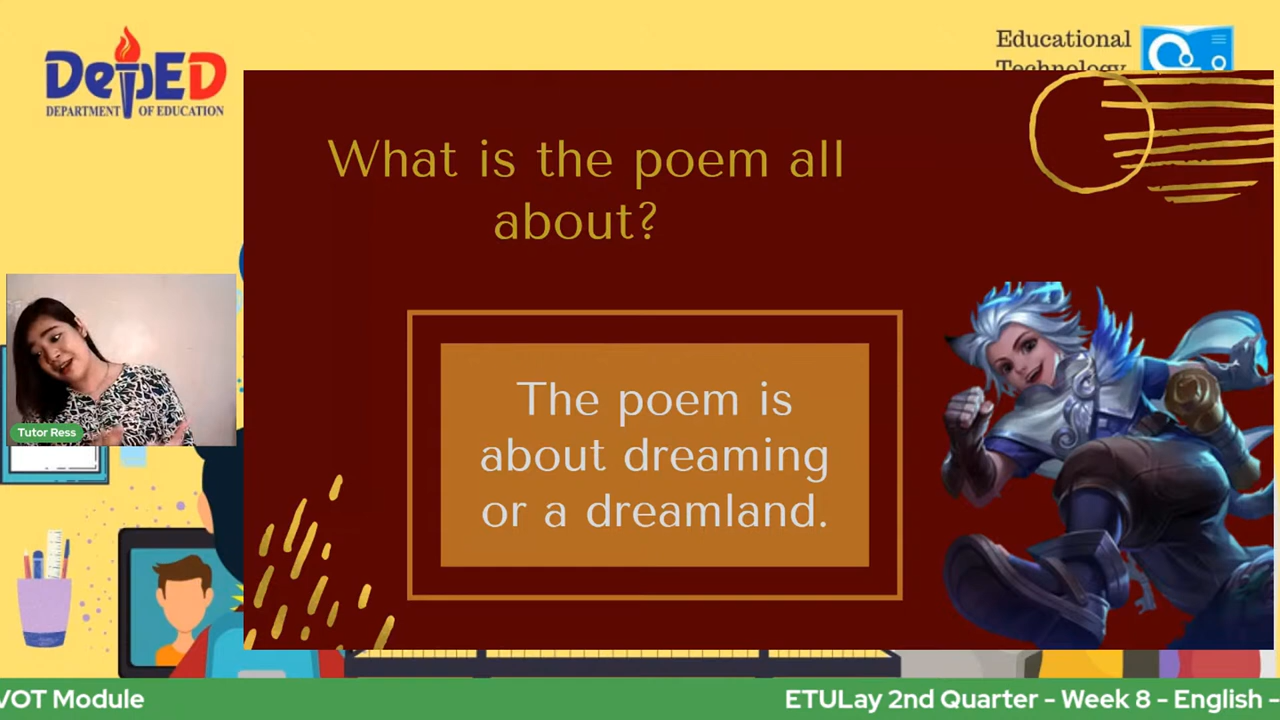 DepED
DEPARTMENT OF EDUCATION
Educational
Technology
What is the poem all
about?
The poem is
about dreaming
or a dreamland.
Tutor Ress
VOT Module
ETULay 2nd Quarter - Week 8 - English -